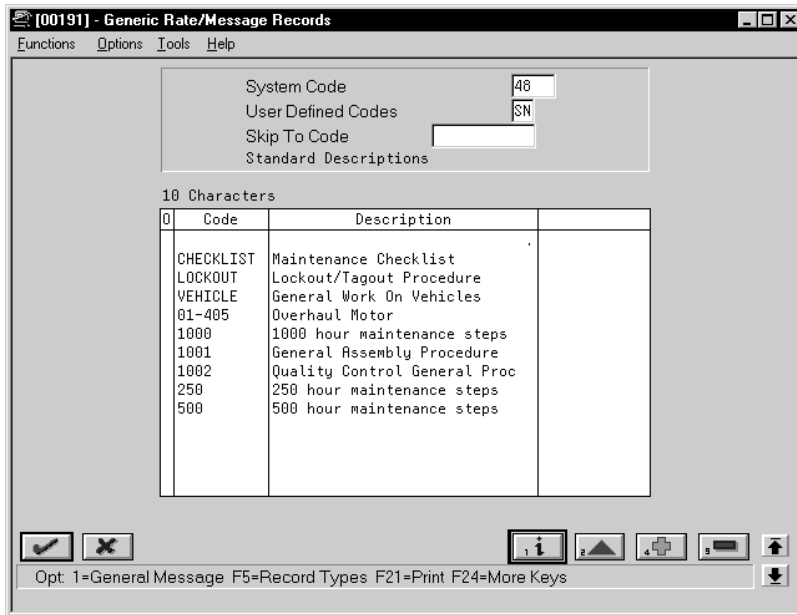 [00191] - Generic Rate/Message Records
Functions Options Tools Help
System Code 48
User Defined Codes SN
Skip To Code
Standard Descriptions
10 Characters
O Code Description
.
CHECKLIST Maintenance Checklist
LOCKOUT Lockout/Tagout Procedure
VEHICLE General Work On Vehicles
01-405 Overhaul Motor
1000 1000 hour maintenance steps
1001 General Assembly Procedure
1002 Quality Control General Proc
250 250 hour maintenance steps
500 500 hour maintenance steps
1 i 2 4 9
Opt: 1=General Message F5=Record Types F21=Print F24=More Keys